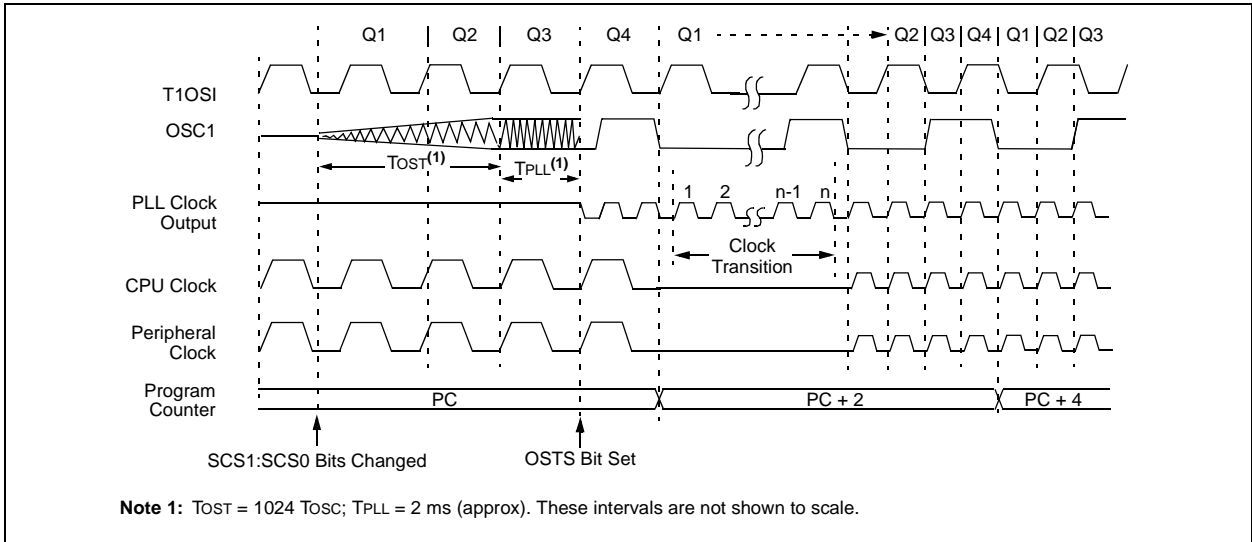 Q1 Q2 Q3 Q4 Q1 Q2 Q3 Q4 Q1 Q2 Q3
T1OSI
OSC1
TOST(1)
TPLL(1)
1 2 n-1 n
PLL Clock
Output
Clock
Transition
CPU Clock
Peripheral
Clock
Program
Counter
PC PC + 2 PC + 4
SCS1:SCS0 Bits Changed OSTS Bit Set
Note 1: TOST = 1024 TOSC; TPLL = 2 ms (approx). These intervals are not shown to scale.